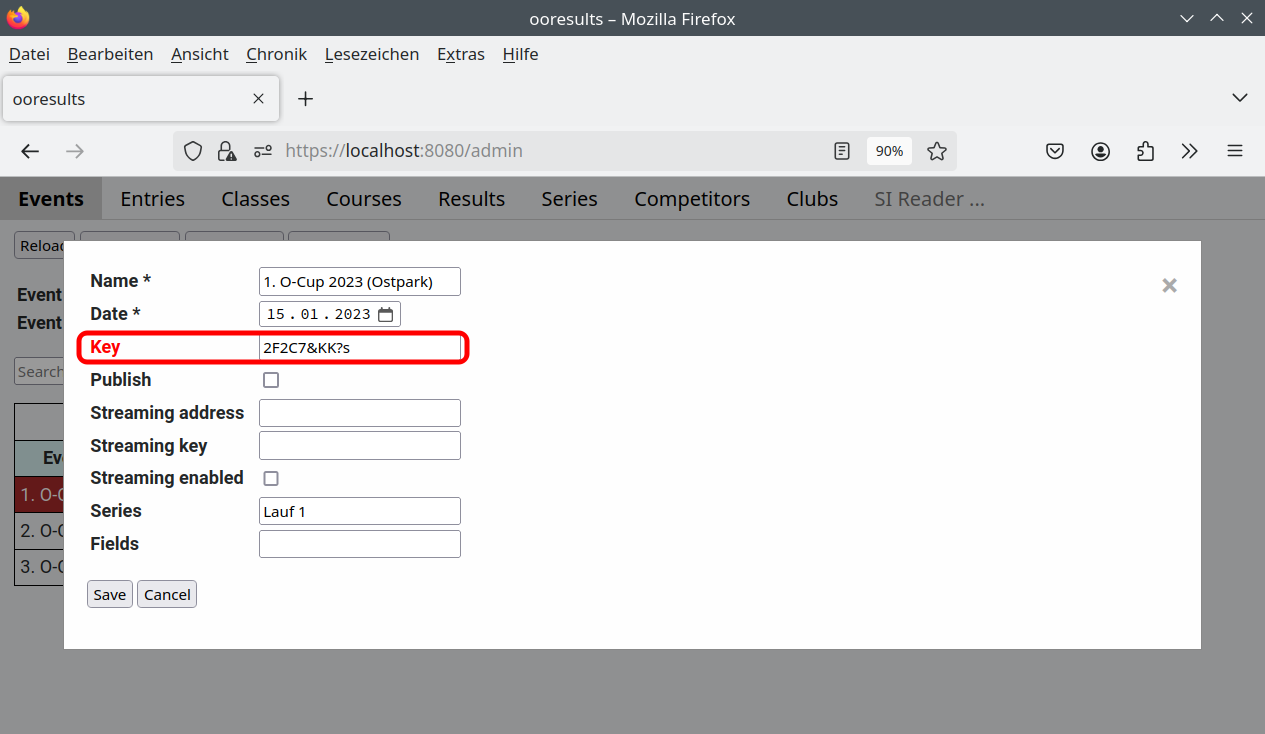 ooresults – Mozilla Firefox
Datei Bearbeiten Ansicht Chronik Lesezeichen Extras Hilfe
ooresults
https://localhost:8080/admin 90%
Events Entries Classes Courses Results Series Competitors Clubs SI Reader ...
Reload
Name * 1. O-Cup 2023 (Ostpark)
Event
Date * 15.01.2023
Event
Key 2F2C7&KK?s
Search
Publish
Streaming address
Streaming key
Streaming enabled
1. O-C
Series Lauf 1
2. O-C
Fields
3. O-C
Save Cancel